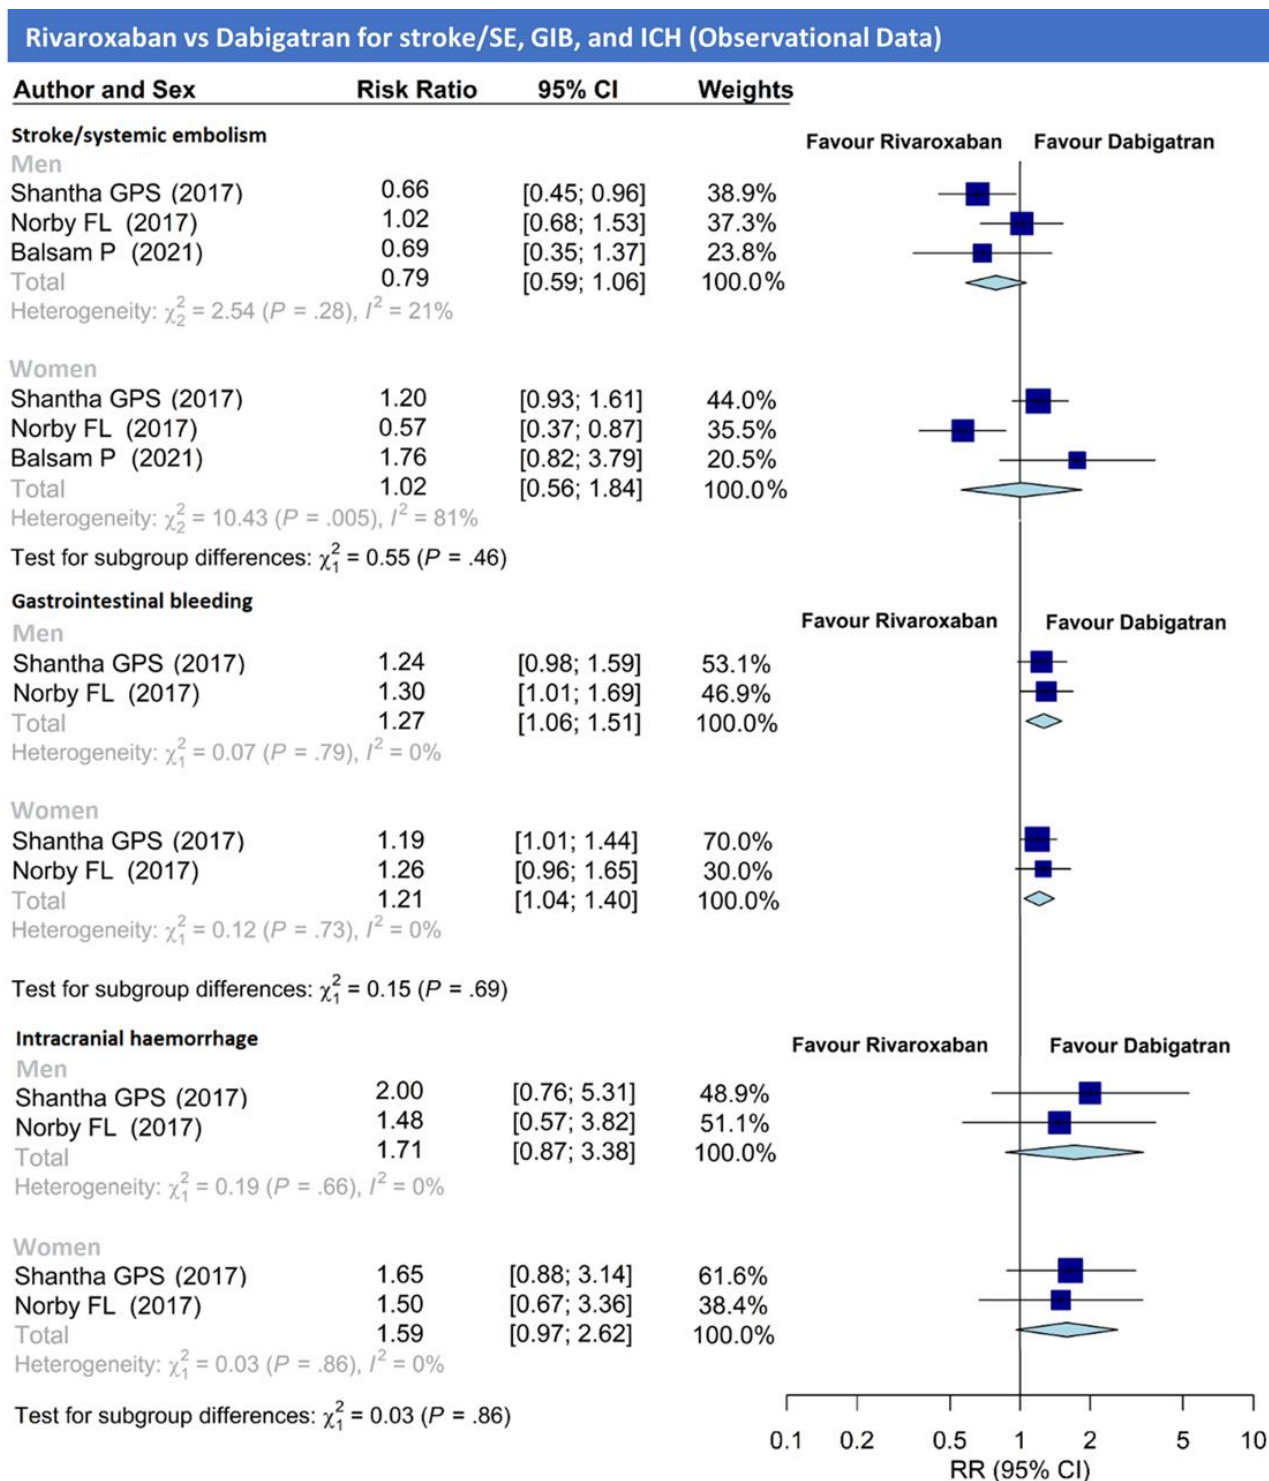 Rivaroxaban vs Dabigatran for stroke/SE, GIB, and ICH (Observational Data)
Author and Sex Risk Ratio 95% CI Weights
Stroke/systemic embolism
Favour Rivaroxaban Favour Dabigatran
Men
Shantha GPS (2017) 0.66 [0.45; 0.96] 38.9%
Norby FL (2017) 1.02 [0.68; 1.53] 37.3%
Balsam P (2021) 0.69 [0.35; 1.37] 23.8%
Total 0.79 [0.59; 1.06] 100.0%
Heterogeneity: χ²₂ = 2.54 (P = .28), I² = 21%
Women
Shantha GPS (2017) 1.20 [0.93; 1.61] 44.0%
Norby FL (2017) 0.57 [0.37; 0.87] 35.5%
Balsam P (2021) 1.76 [0.82; 3.79] 20.5%
Total 1.02 [0.56; 1.84] 100.0%
Heterogeneity: χ²₂ = 10.43 (P = .005), I² = 81%
Test for subgroup differences: χ²₁ = 0.55 (P = .46)
Gastrointestinal bleeding
Favour Rivaroxaban Favour Dabigatran
Men
Shantha GPS (2017) 1.24 [0.98; 1.59] 53.1%
Norby FL (2017) 1.30 [1.01; 1.69] 46.9%
Total 1.27 [1.06; 1.51] 100.0%
Heterogeneity: χ²₁ = 0.07 (P = .79), I² = 0%
Women
Shantha GPS (2017) 1.19 [1.01; 1.44] 70.0%
Norby FL (2017) 1.26 [0.96; 1.65] 30.0%
Total 1.21 [1.04; 1.40] 100.0%
Heterogeneity: χ²₁ = 0.12 (P = .73), I² = 0%
Test for subgroup differences: χ²₁ = 0.15 (P = .69)
Intracranial haemorrhage
Favour Rivaroxaban Favour Dabigatran
Men
Shantha GPS (2017) 2.00 [0.76; 5.31] 48.9%
Norby FL (2017) 1.48 [0.57; 3.82] 51.1%
Total 1.71 [0.87; 3.38] 100.0%
Heterogeneity: χ²₁ = 0.19 (P = .66), I² = 0%
Women
Shantha GPS (2017) 1.65 [0.88; 3.14] 61.6%
Norby FL (2017) 1.50 [0.67; 3.36] 38.4%
Total 1.59 [0.97; 2.62] 100.0%
Heterogeneity: χ²₁ = 0.03 (P = .86), I² = 0%
Test for subgroup differences: χ²₁ = 0.03 (P = .86)
0.1 0.2 0.5 1 2 5 10
RR (95% CI)